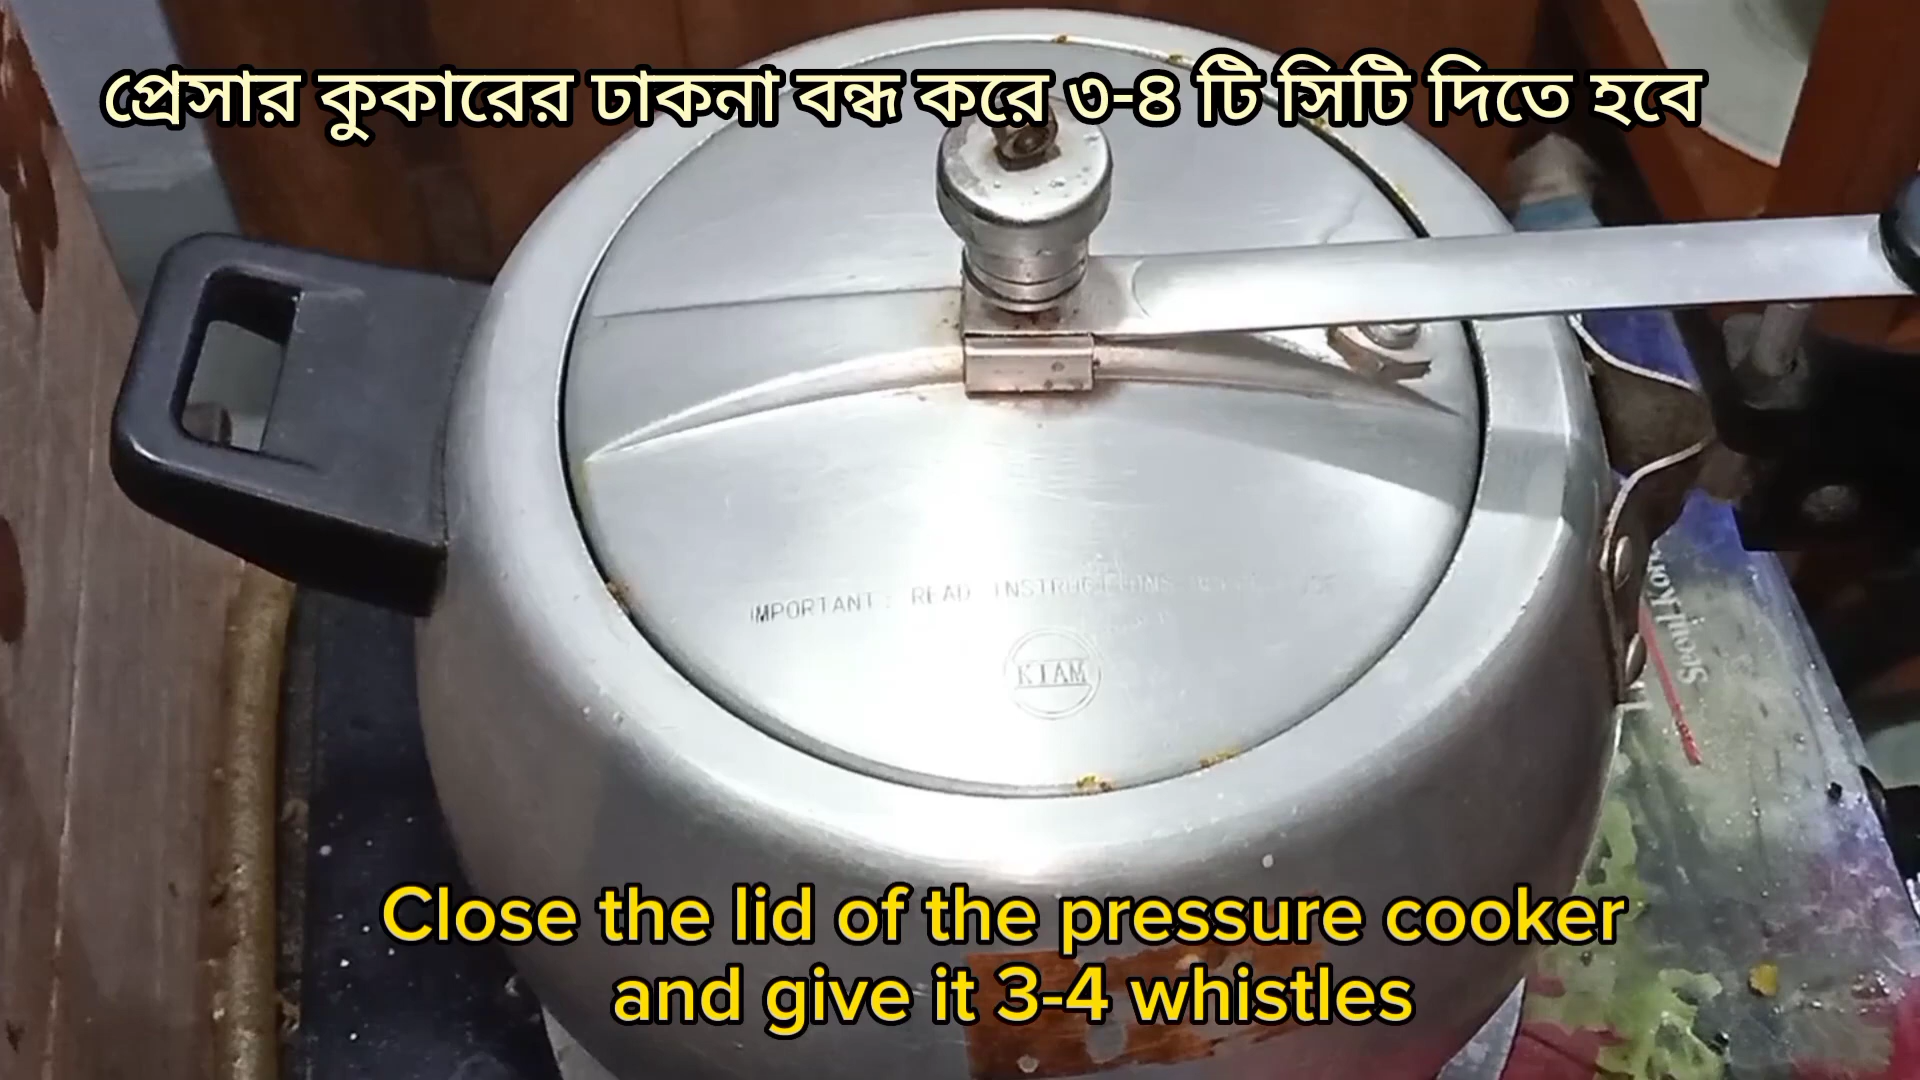 প্রেসার কুকারের ঢাকনা বন্ধ করে ৩-৪ টি সিটি দিতে হবে
IMPORTANT: READ INSTRUCTIONS
KIAM
Close the lid of the pressure cooker
and give it 3-4 whistles